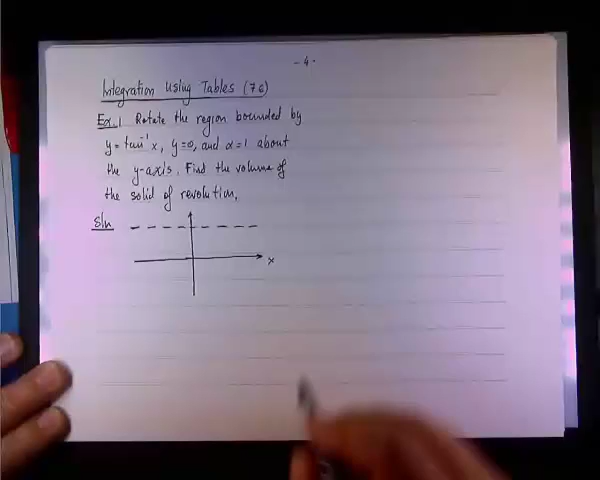 - 4 -
Integration using Tables (7.6)
Ex.1 Rotate the region bounded by
y = tan⁻¹ x, y=0, and x=1 about
the y-axis. Find the volume of
the solid of revolution.
Sln
x